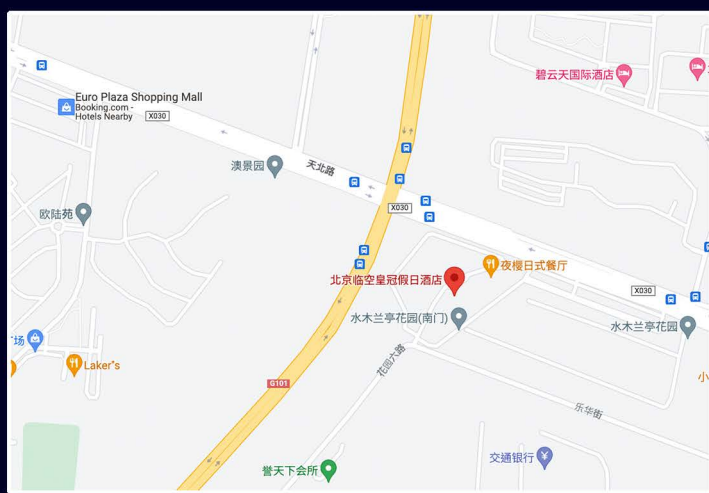 碧云天国际酒店
Euro Plaza Shopping Mall
Booking.com -
Hotels Nearby
X030
澳景园
天北路
欧陆苑
X030
夜樱日式餐厅
北京临空皇冠假日酒店
X030
水木兰亭花园(南门)
水木兰亭花园
场
Laker"s
花园六路
小
G101
乐华街
交通银行
¥
誉天下会所